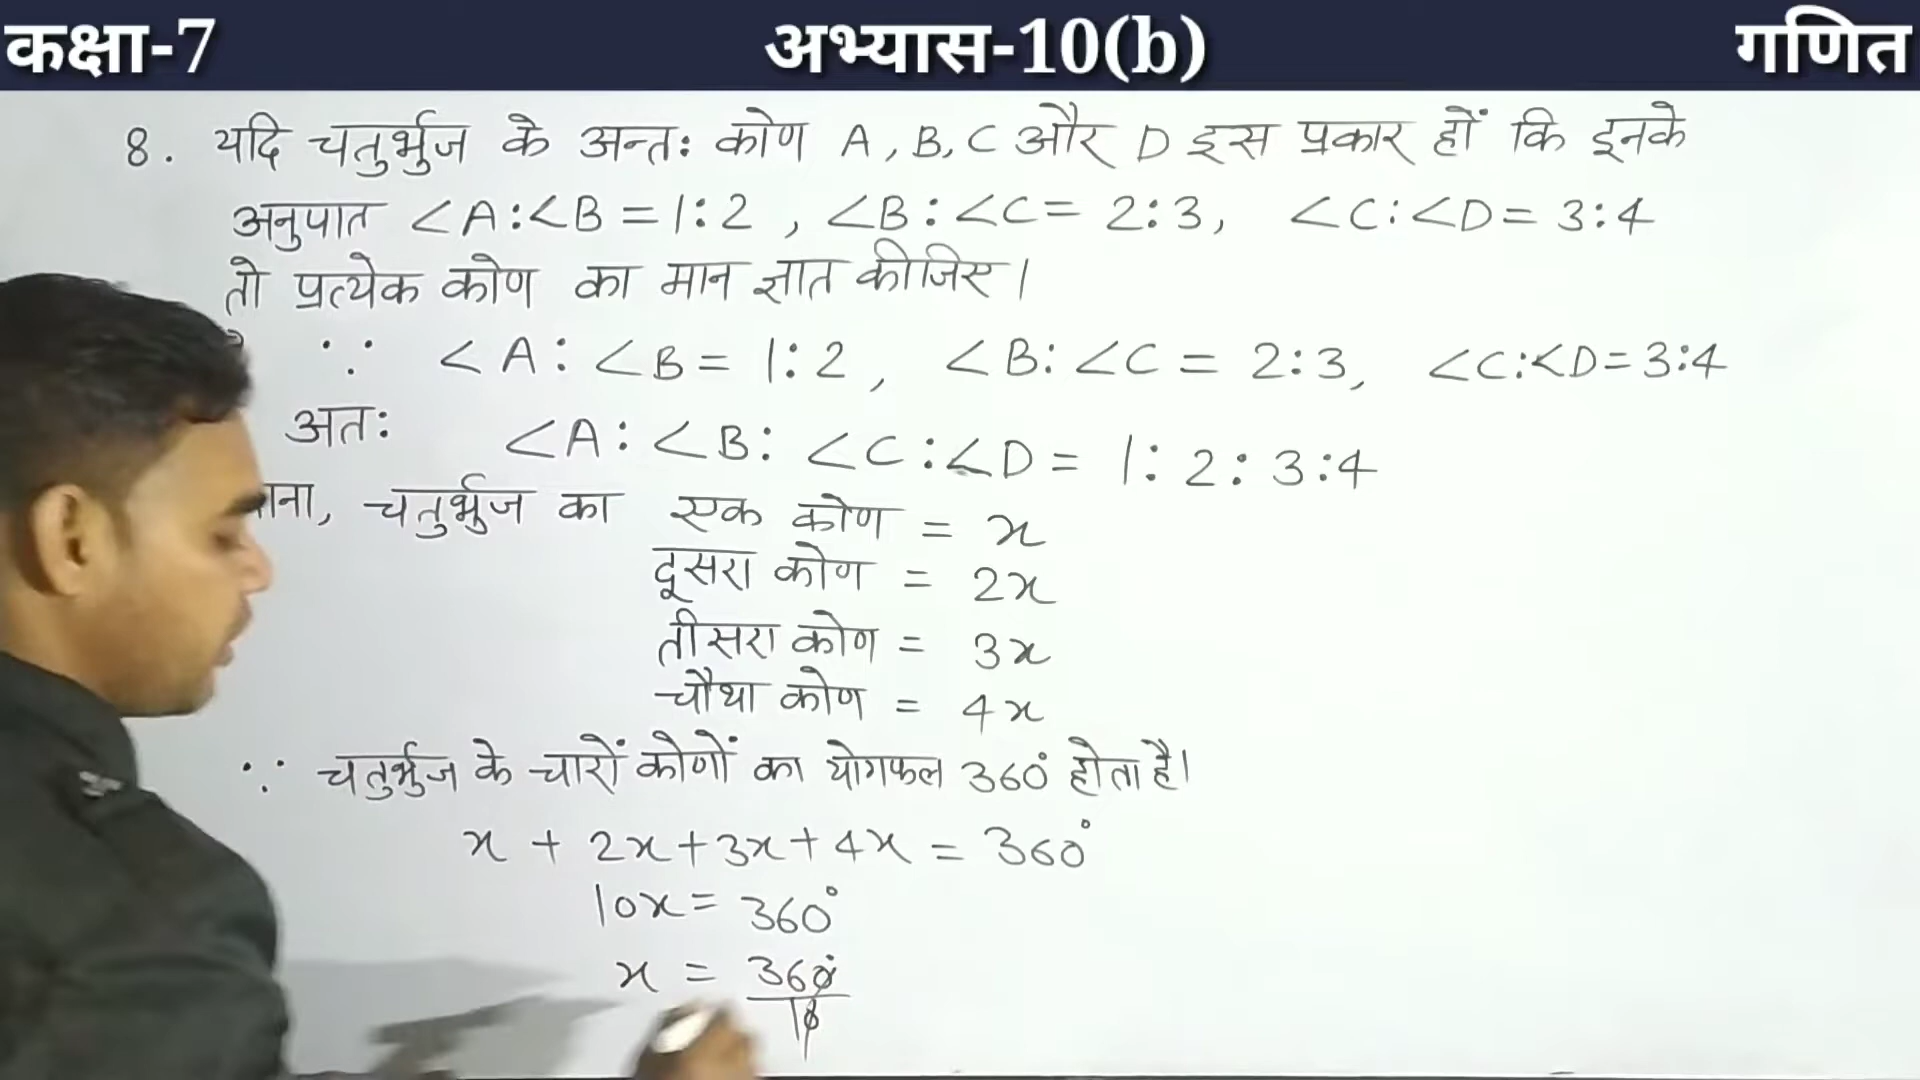 कक्षा-7 अभ्यास-10(b) गणित
8. यदि चतुर्भुज के अन्तः कोण A, B, C और D इस प्रकार हों कि इनके
अनुपात ∠A:∠B = 1:2, ∠B:∠C = 2:3, ∠C:∠D = 3:4
तो प्रत्येक कोण का मान ज्ञात कीजिए।
∵ ∠A:∠B = 1:2, ∠B:∠C = 2:3, ∠C:∠D = 3:4
अतः ∠A:∠B:∠C:∠D = 1:2:3:4
चतुर्भुज का एक कोण = x
दूसरा कोण = 2x
तीसरा कोण = 3x
चौथा कोण = 4x
∵ चतुर्भुज के चारों कोणों का योगफल 360° होता है।
x + 2x + 3x + 4x = 360°
10x = 360°
x = 360°
10